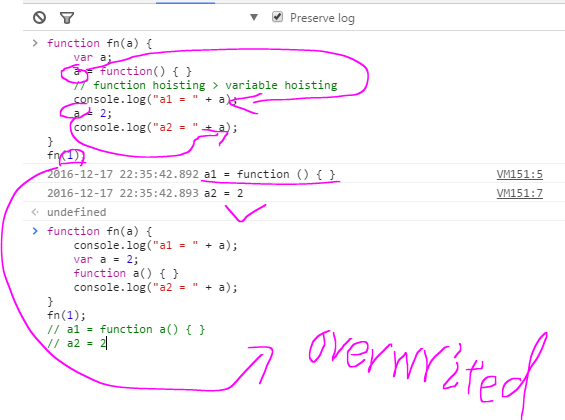 Preserve log
function fn(a) {
    var a;
    a = function() { }
    // function hoisting > variable hoisting
    console.log("a1 = " + a);
    a = 2;
    console.log("a2 = " + a);
}
fn(1);
2016-12-17 22:35:42.892 a1 = function () { } VM151:5
2016-12-17 22:35:42.893 a2 = 2 VM151:7
undefined
function fn(a) {
    console.log("a1 = " + a);
    var a = 2;
    function a() { }
    console.log("a2 = " + a);
}
fn(1);
// a1 = function a() { }
// a2 = 2
overwrited